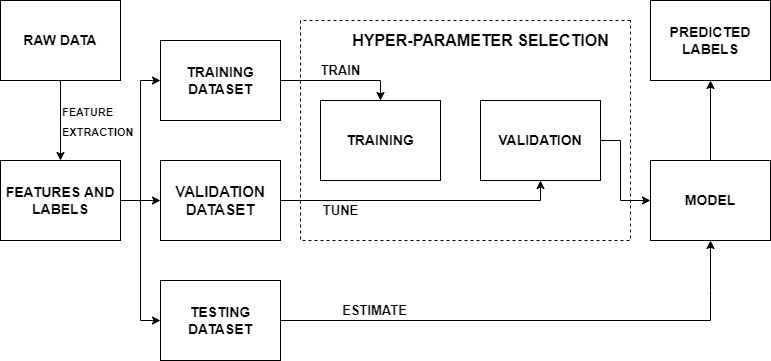 RAW DATA
FEATURE
EXTRACTION
FEATURES AND
LABELS
TRAINING
DATASET
VALIDATION
DATASET
TESTING
DATASET
TRAIN
TUNE
ESTIMATE
HYPER-PARAMETER SELECTION
TRAINING
VALIDATION
PREDICTED
LABELS
MODEL